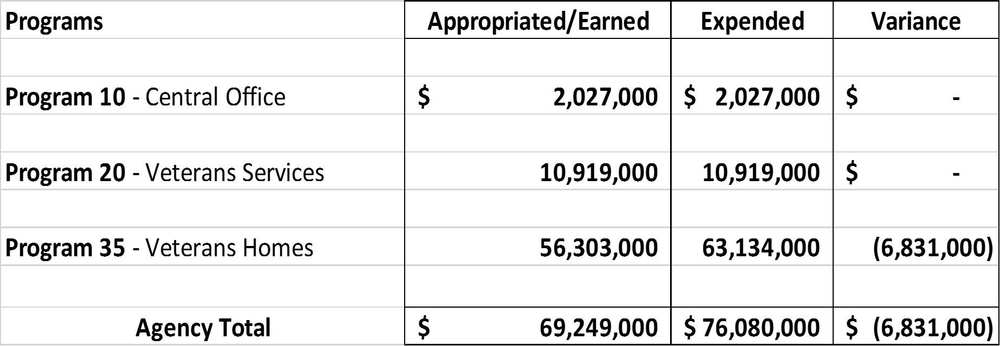 Programs Appropriated/Earned Expended Variance
Program 10 - Central Office $ 2,027,000 $ 2,027,000 $ -
Program 20 - Veterans Services 10,919,000 10,919,000 $ -
Program 35 - Veterans Homes 56,303,000 63,134,000 (6,831,000)
Agency Total $ 69,249,000 $ 76,080,000 $ (6,831,000)